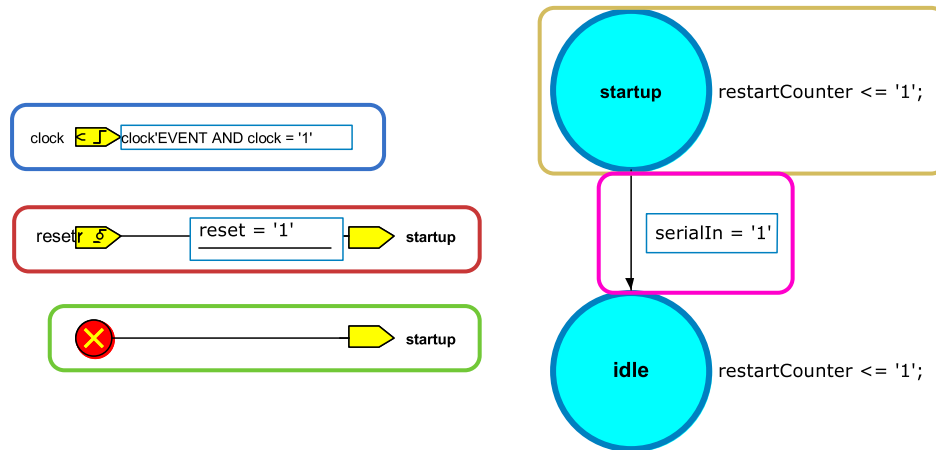 clock
clock'EVENT AND clock = '1'
resetr
reset = '1'
startup
startup
startup
restartCounter <= '1';
serialIn = '1'
idle
restartCounter <= '1';